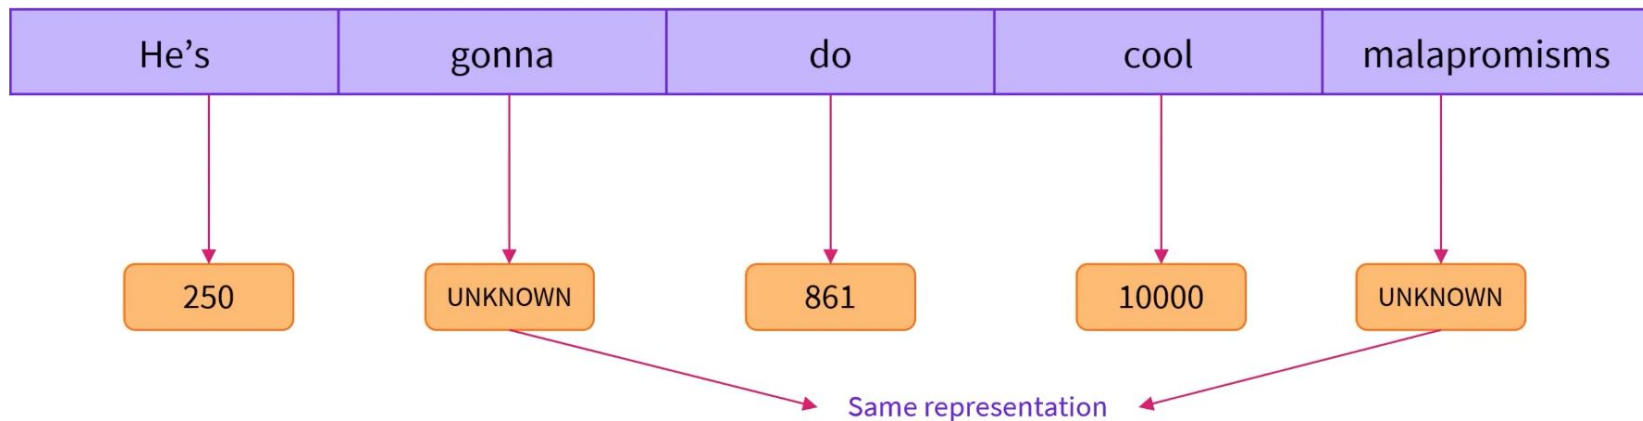 He’s gonna do cool malapromisms
250 UNKNOWN 861 10000 UNKNOWN
Same representation